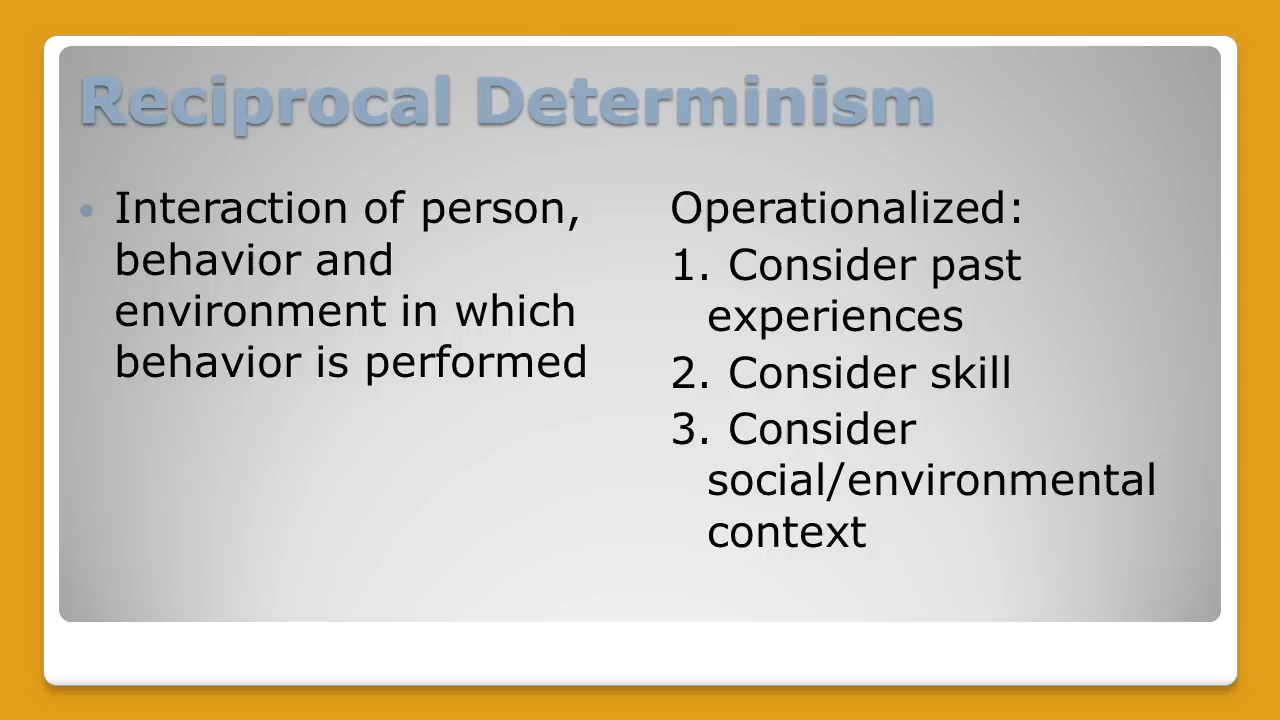 Reciprocal Determinism
• Interaction of person,
behavior and
environment in which
behavior is performed
Operationalized:
1. Consider past
experiences
2. Consider skill
3. Consider
social/environmental
context